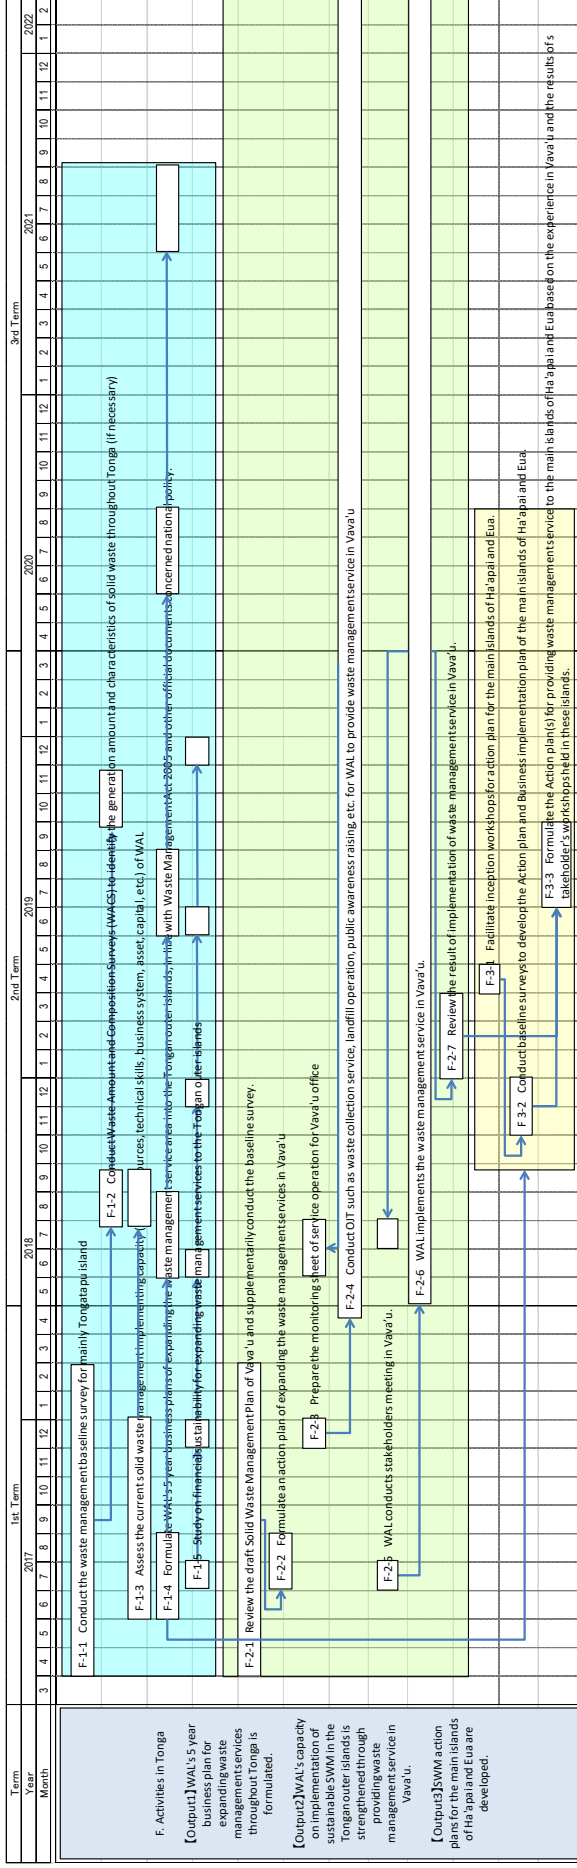 Term 1st Term 2nd Term 3rd Term
Year 2017 2018 2019 2020 2021 2022
Month 3 4 5 6 7 8 9 10 11 12 1 2 3 4 5 6 7 8 9 10 11 12 1 2 3 4 5 6 7 8 9 10 11 12 1 2 3 4 5 6 7 8 9 10 11 12 1 2 3 4 5 6 7 8 9 10 11 12 1 2
F. Activities in Tonga
【Output1】WAL's 5 year
business plan for
expanding waste
management services
throughout Tonga is
formulated.
【Output2】WAL's capacity
on implementation of
sustainable SWM in the
Tongan outer islands is
strengthened through
providing waste
management service in
Vava'u.
【Output3】SWM action
plans for the main islands
of Ha'apai and Eua are
developed.
F-1-1 Conduct the waste management baseline survey for mainly Tongatapu island
F-1-2 Conduct Waste Amount and Composition Surveys (WACS) to identify the generation amount and characteristics of solid waste throughout Tonga (if necessary)
F-1-3 Assess the current solid waste management implementing capacity ( urces, technical skills, business system, asset, capital, etc.) of WAL
F-1-4 Formulate WAL's 5 year business plans of expanding the waste management service area into the Tongan outer islands, in line with Waste Management Act 2005 and other official documents concerned national policy.
F-1-5 Study on financial sustainability for expanding waste management services to the Tongan outer islands
F-2-1 Review the draft Solid Waste Management Plan of Vava'u and supplementarily conduct the baseline survey.
F-2-2 Formulate an action plan of expanding the waste management services in Vava'u
F-2-3 Prepare the monitoring sheet of service operation for Vava'u office
F-2-4 Conduct OJT such as waste collection service, landfill operation, public awareness raising, etc. for WAL to provide waste management service in Vava'u
F-2-5 WAL conducts stakeholders meeting in Vava'u.
F-2-6 WAL implements the waste management service in Vava'u.
F-2-7 Review the result of implementation of waste management service in Vava'u.
F-3-1 Facilitate inception workshops for action plan for the main islands of Ha'apai and Eua.
F 3-2 Conduct baseline surveys to develop the Action plan and Business implementation plan of the main islands of Ha'apai and Eua.
F-3-3 Formulate the Action plan(s) for providing waste management service to the main islands of Ha'apai and Eua based on the experience in Vava'u and the results of s
takeholder's workshops held in these islands.